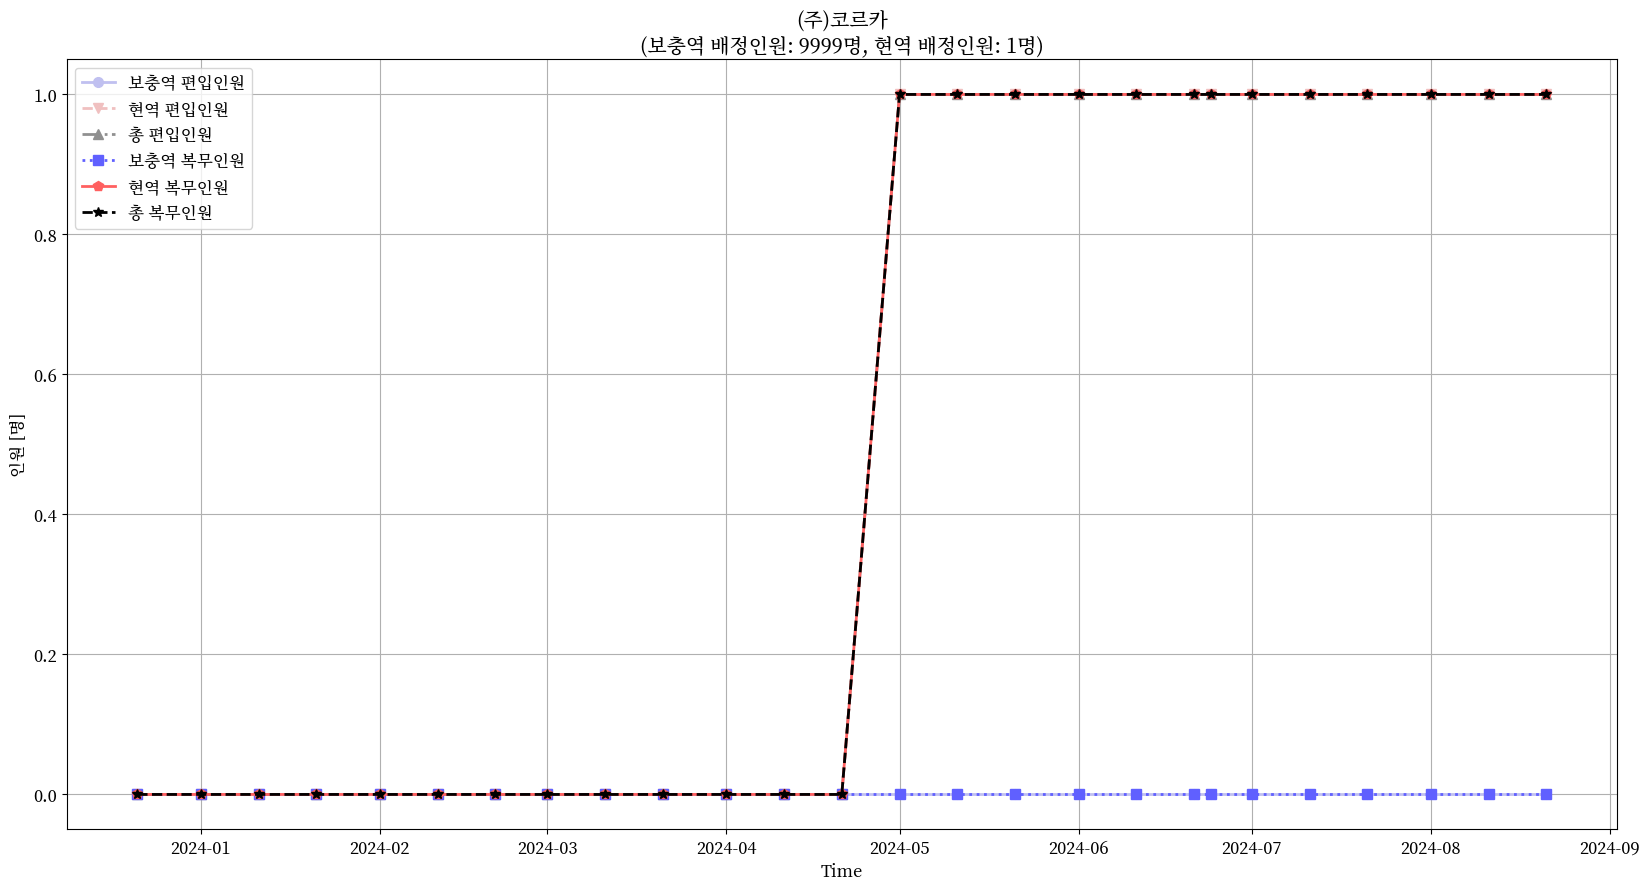 (주)코르카
(보충역 배정인원: 9999명, 현역 배정인원: 1명)
보충역 편입인원
현역 편입인원
총 편입인원
보충역 복무인원
현역 복무인원
총 복무인원
인원 [명]
1.0
0.8
0.6
0.4
0.2
0.0
2024-01 2024-02 2024-03 2024-04 2024-05 2024-06 2024-07 2024-08 2024-09
Time